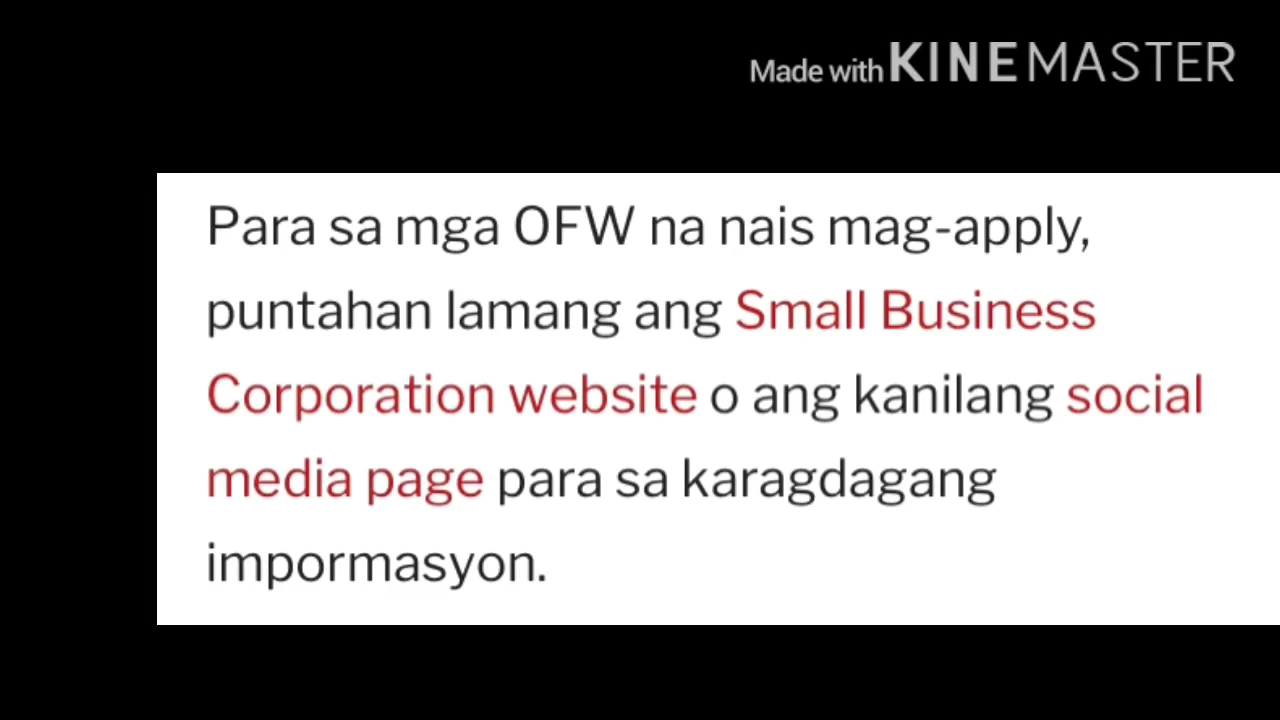 Made with KINEMASTER
Para sa mga OFW na nais mag-apply,
puntahan lamang ang Small Business
Corporation website o ang kanilang social
media page para sa karagdagang
impormasyon.